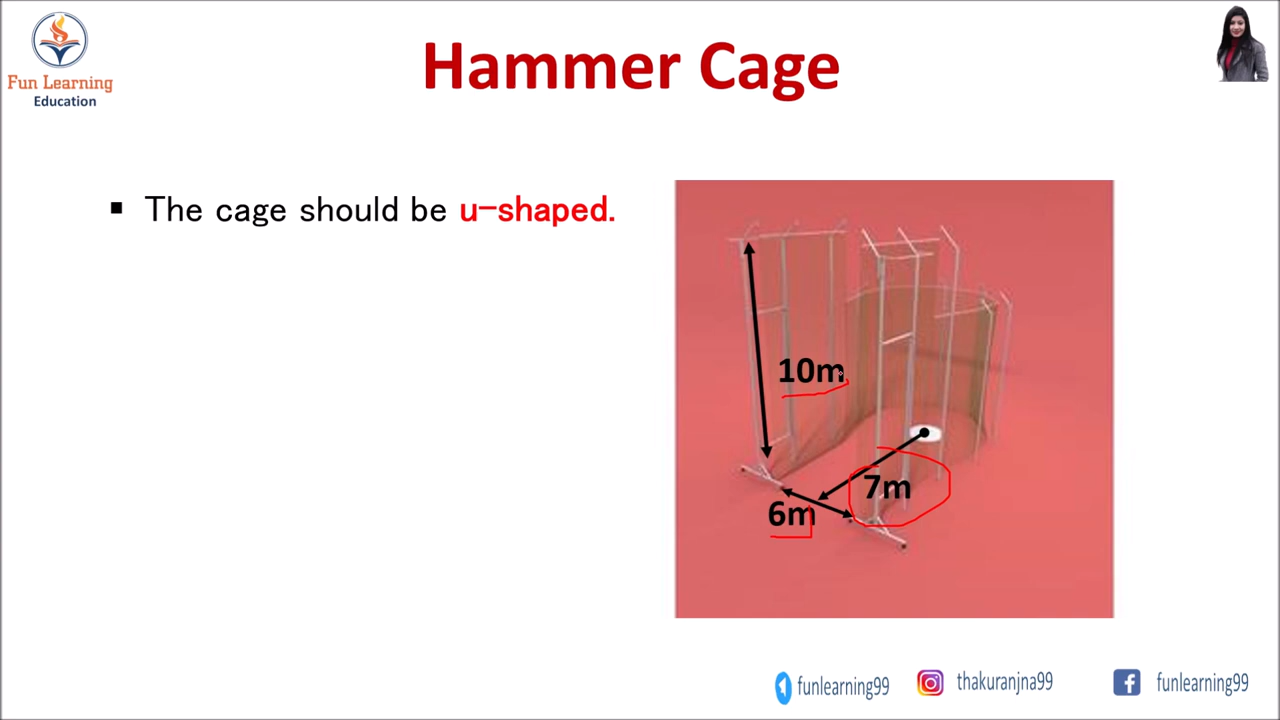 Fun Learning
Education
Hammer Cage
▪ The cage should be u-shaped.
10m
7m
6m
funlearning99
thakuranjna99
funlearning99